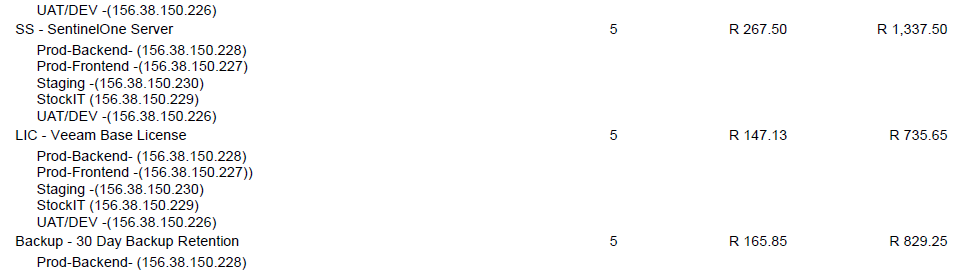 UAT/DEV -(156.38.150.226)
SS - SentinelOne Server 5 R 267.50 R 1,337.50
Prod-Backend- (156.38.150.228)
Prod-Frontend -(156.38.150.227)
Staging -(156.38.150.230)
StockIT (156.38.150.229)
UAT/DEV -(156.38.150.226)
LIC - Veeam Base License 5 R 147.13 R 735.65
Prod-Backend- (156.38.150.228)
Prod-Frontend -(156.38.150.227))
Staging -(156.38.150.230)
StockIT (156.38.150.229)
UAT/DEV -(156.38.150.226)
Backup - 30 Day Backup Retention 5 R 165.85 R 829.25
Prod-Backend- (156.38.150.228)